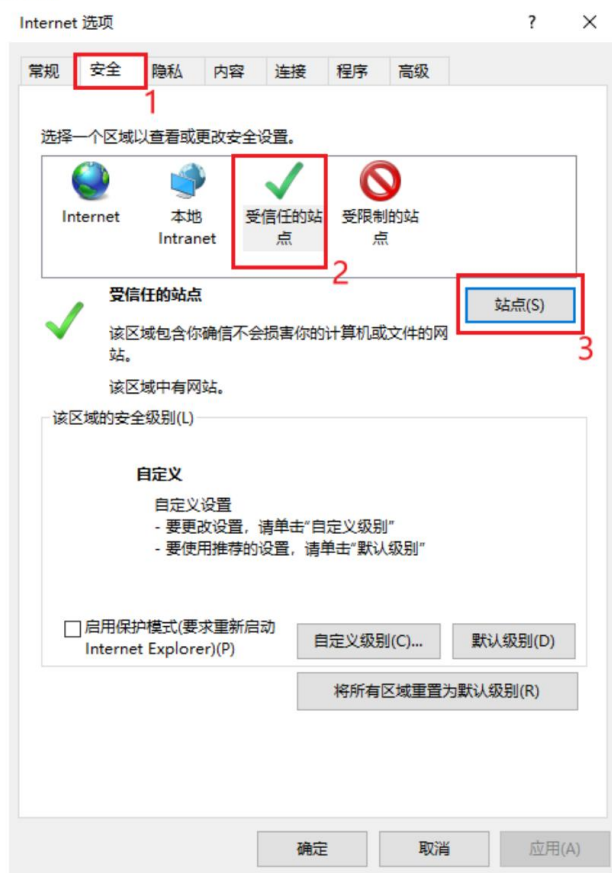 Internet 选项
?
×
常规
安全
隐私
内容
连接
程序
高级
1
选择一个区域以查看或更改安全设置。
Internet
本地
Intranet
受信任的站
点
受限制的站
点
2
受信任的站点
站点(S)
3
该区域包含你确信不会损害你的计算机或文件的网
站。
该区域中有网站。
该区域的安全级别(L)
自定义
自定义设置
- 要更改设置，请单击“自定义级别”
- 要使用推荐的设置，请单击“默认级别”
启用保护模式(要求重新启动
Internet Explorer)(P)
自定义级别(C)...
默认级别(D)
将所有区域重置为默认级别(R)
确定
取消
应用(A)